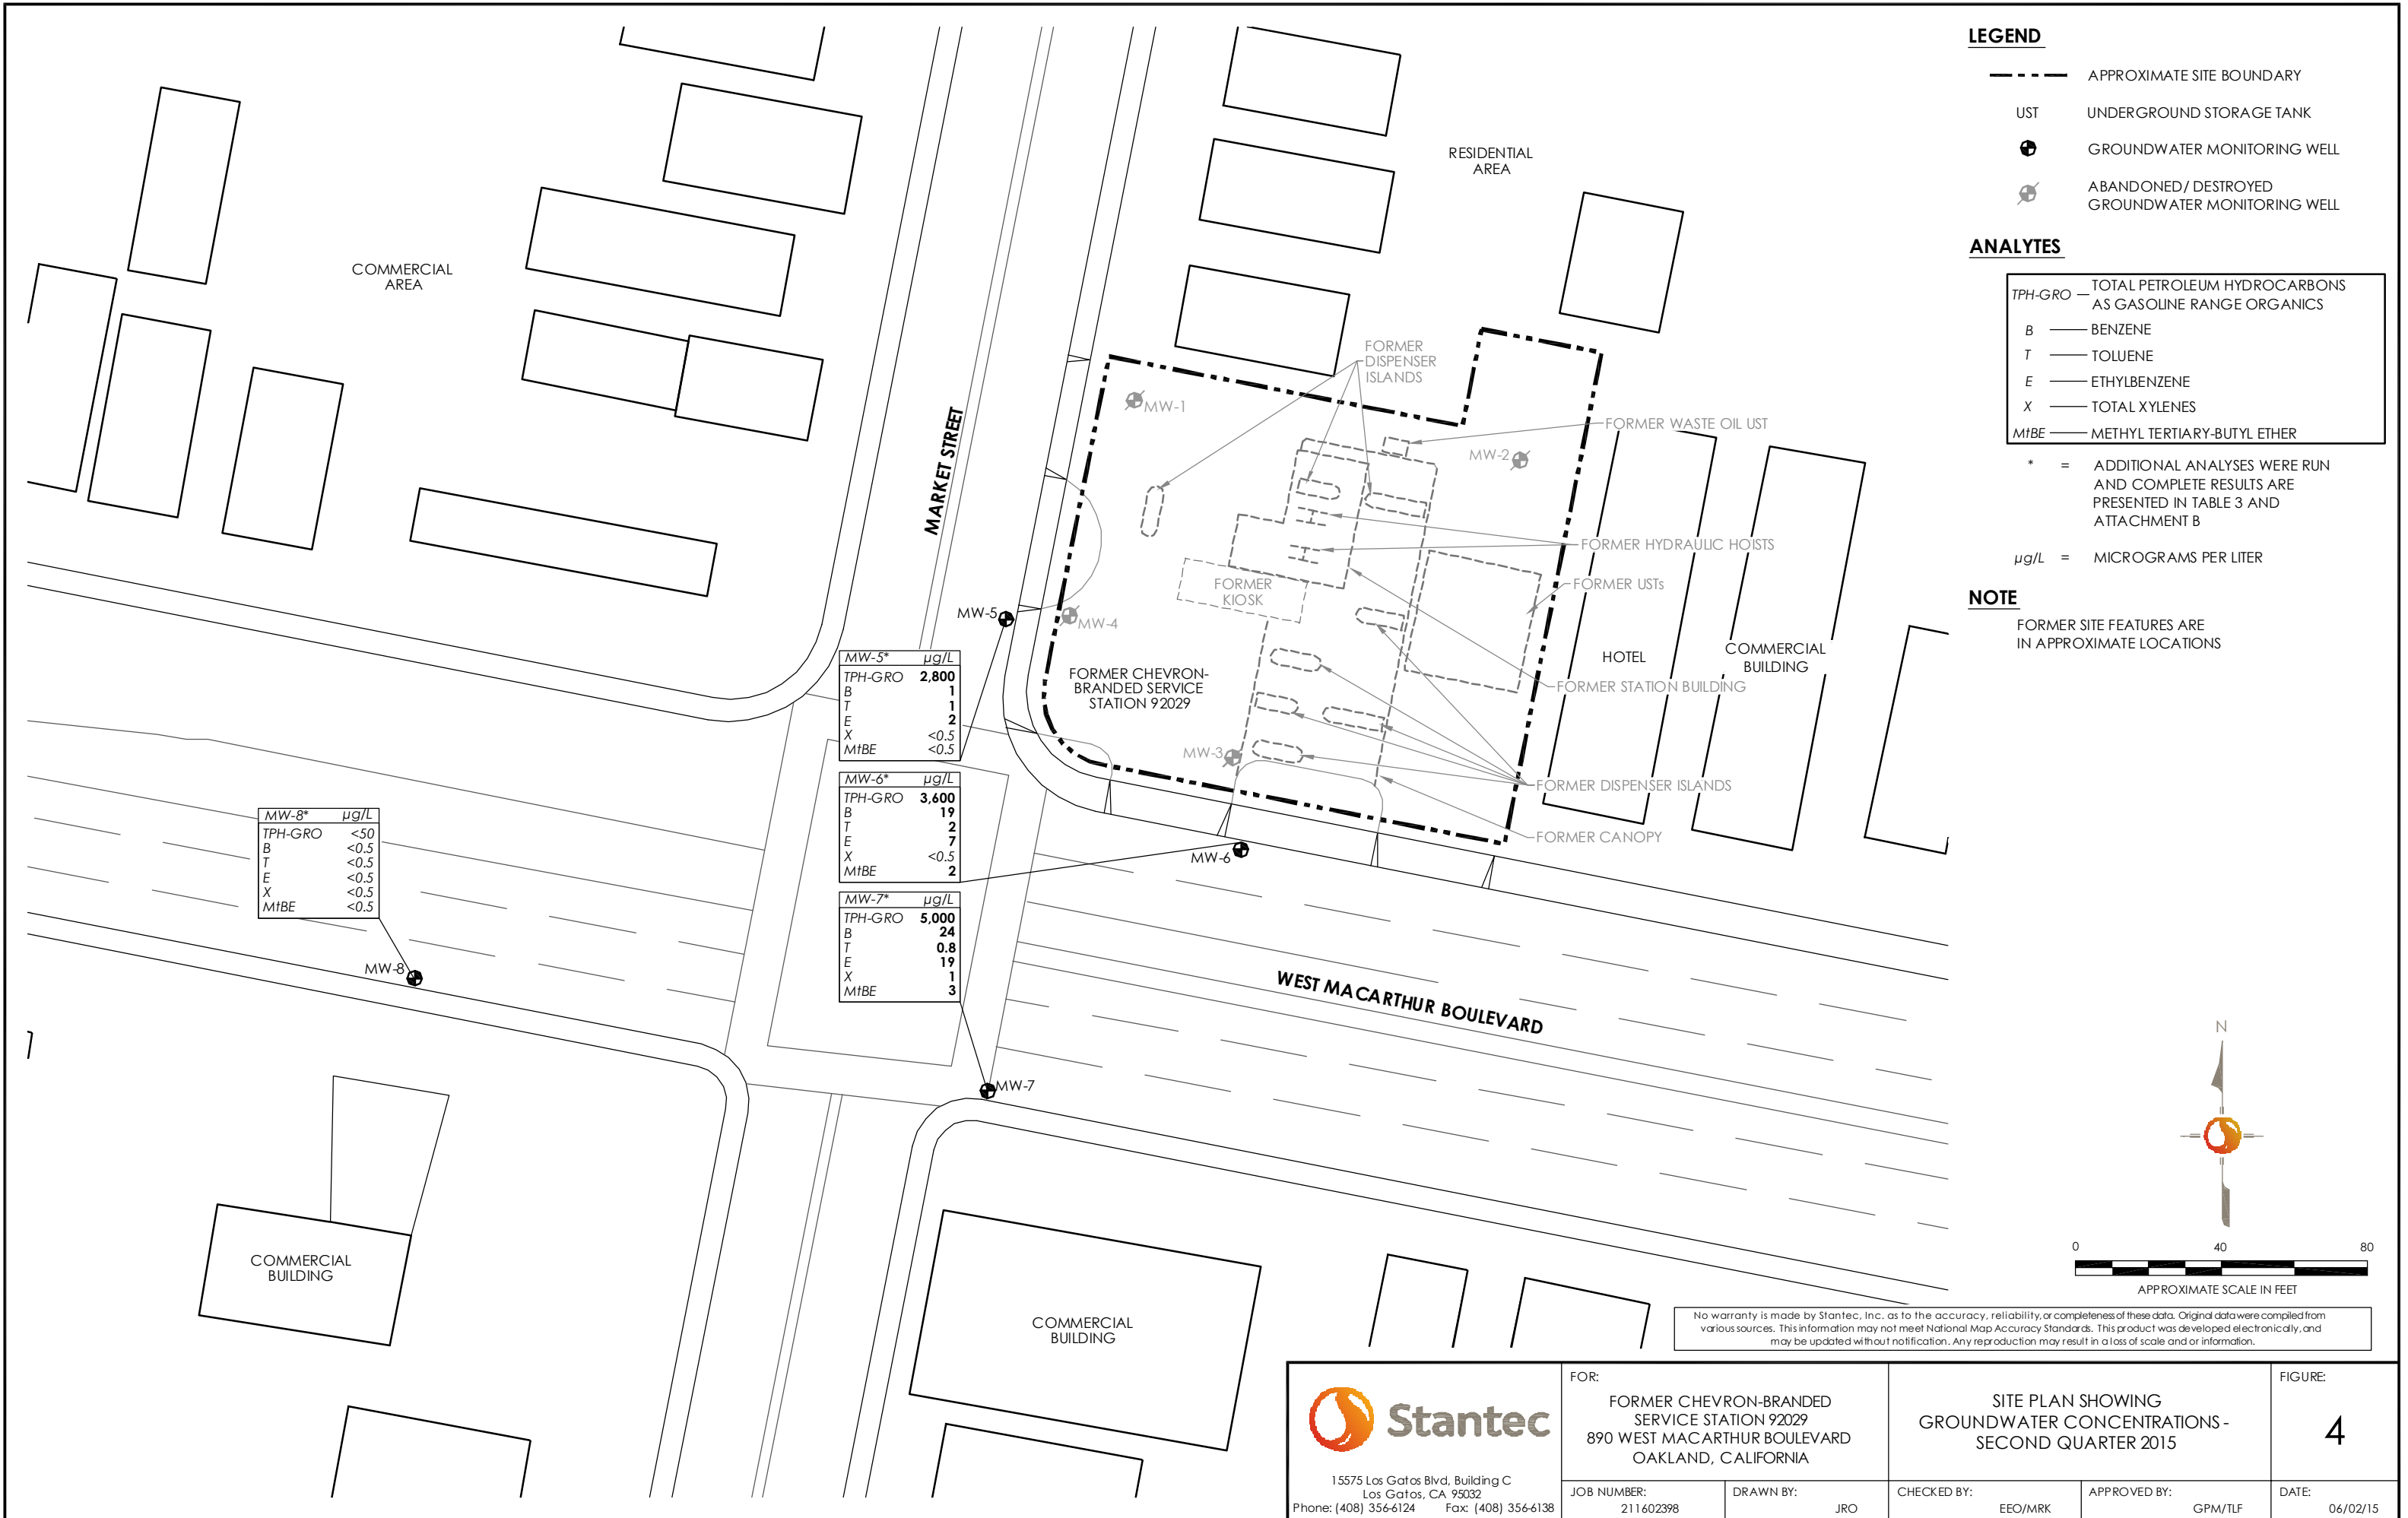 LEGEND
APPROXIMATE SITE BOUNDARY
UST UNDERGROUND STORAGE TANK
GROUNDWATER MONITORING WELL
ABANDONED/ DESTROYED
GROUNDWATER MONITORING WELL
ANALYTES
TPH-GRO — TOTAL PETROLEUM HYDROCARBONS
AS GASOLINE RANGE ORGANICS
B — BENZENE
T — TOLUENE
E — ETHYLBENZENE
X — TOTAL XYLENES
MtBE — METHYL TERTIARY-BUTYL ETHER
* = ADDITIONAL ANALYSES WERE RUN
AND COMPLETE RESULTS ARE
PRESENTED IN TABLE 3 AND
ATTACHMENT B
µg/L = MICROGRAMS PER LITER
NOTE
FORMER SITE FEATURES ARE
IN APPROXIMATE LOCATIONS
RESIDENTIAL
AREA
COMMERCIAL
AREA
MARKET STREET
FORMER
DISPENSER
ISLANDS
MW-1
MW-2
FORMER WASTE OIL UST
FORMER HYDRAULIC HOISTS
FORMER USTs
FORMER
KIOSK
MW-5
MW-4
HOTEL
COMMERCIAL
BUILDING
FORMER CHEVRON-
BRANDED SERVICE
STATION 92029
FORMER STATION BUILDING
MW-3
FORMER DISPENSER ISLANDS
FORMER CANOPY
MW-6
MW-5* µg/L
TPH-GRO 2,800
B 1
T 1
E 2
X <0.5
MtBE <0.5
MW-6* µg/L
TPH-GRO 3,600
B 19
T 2
E 7
X <0.5
MtBE 2
MW-7* µg/L
TPH-GRO 5,000
B 24
T 0.8
E 19
X 1
MtBE 3
MW-8* µg/L
TPH-GRO <50
B <0.5
T <0.5
E <0.5
X <0.5
MtBE <0.5
MW-8
MW-7
WEST MACARTHUR BOULEVARD
COMMERCIAL
BUILDING
COMMERCIAL
BUILDING
N
0 40 80
APPROXIMATE SCALE IN FEET
No warranty is made by Stantec, Inc. as to the accuracy, reliability, or completeness of these data. Original data were compiled from
various sources. This information may not meet National Map Accuracy Standards. This product was developed electronically, and
may be updated without notification. Any reproduction may result in a loss of scale and or information.
Stantec
15575 Los Gatos Blvd, Building C
Los Gatos, CA 95032
Phone: (408) 356-6124 Fax: (408) 356-6138
FOR:
FORMER CHEVRON-BRANDED
SERVICE STATION 92029
890 WEST MACARTHUR BOULEVARD
OAKLAND, CALIFORNIA
SITE PLAN SHOWING
GROUNDWATER CONCENTRATIONS -
SECOND QUARTER 2015
FIGURE:
4
JOB NUMBER:
211602398
DRAWN BY:
JRO
CHECKED BY:
EEO/MRK
APPROVED BY:
GPM/TLF
DATE:
06/02/15